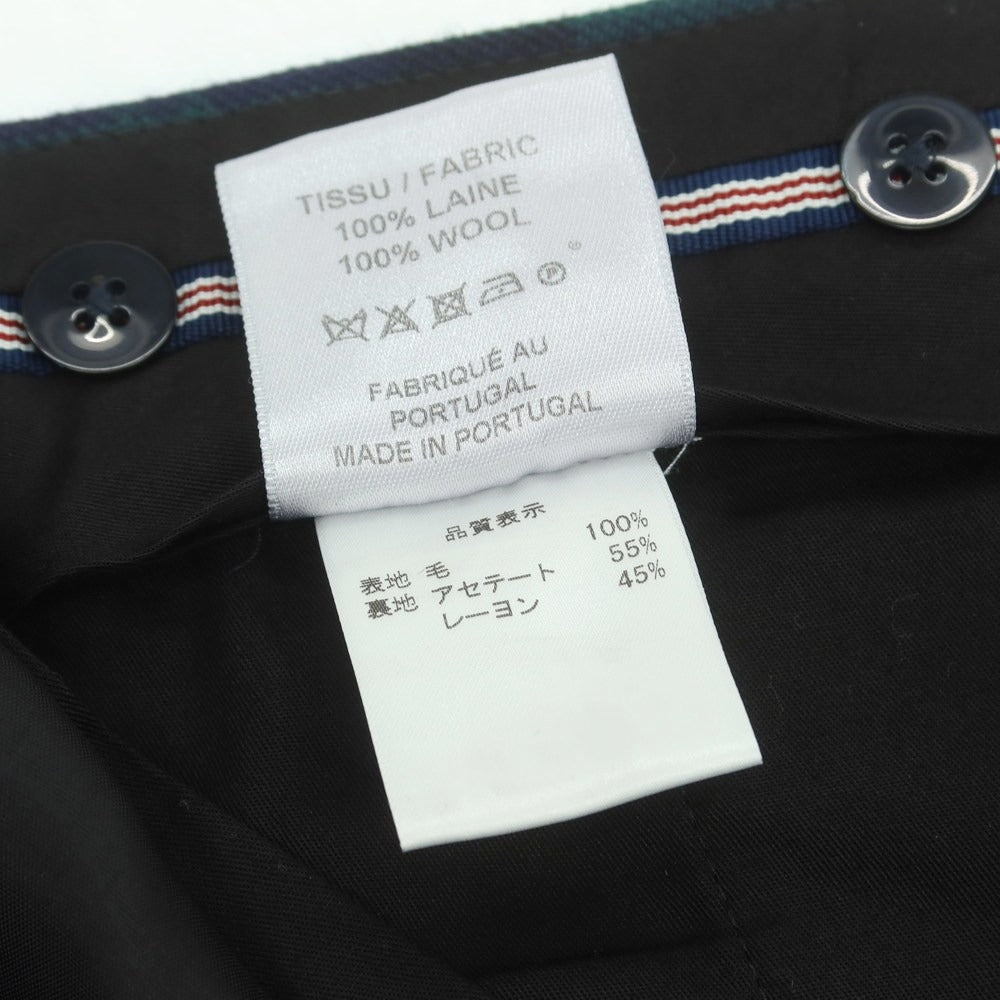 TISSU / FABRIC
100% LAINE
100% WOOL
FABRIQUÉ AU
PORTUGAL
MADE IN PORTUGAL
品質表示
表地 毛 100%
裏地 アセテート 55%
レーヨン 45%